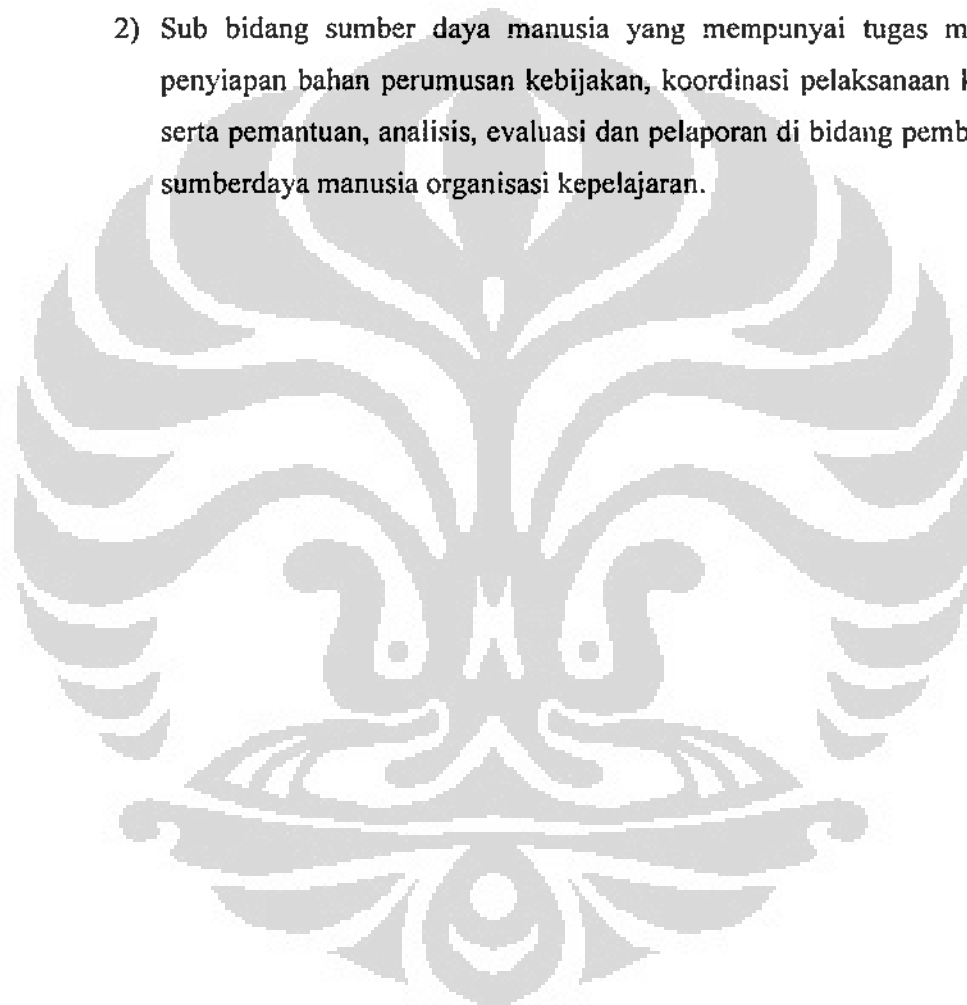 2) Sub bidang sumber daya manusia yang mempunyai tugas m
penyiapan bahan perumusan kebijakan, koordinasi pelaksanaan
serta pemantuan, analisis, evaluasi dan pelaporan di bidang pemb
sumberdaya manusia organisasi kepelajaran.